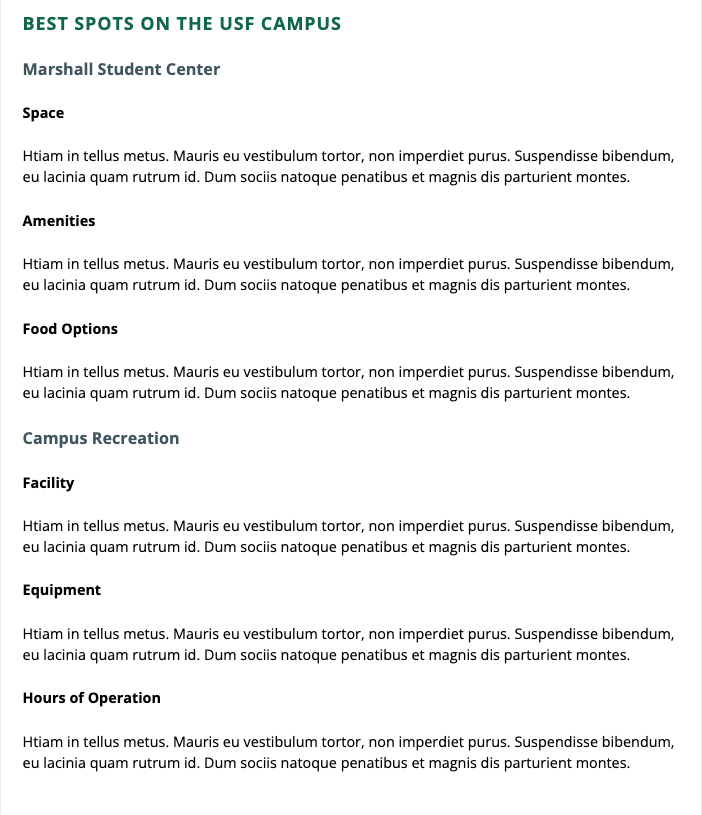 BEST SPOTS ON THE USF CAMPUS
Marshall Student Center
Space
Htiam in tellus metus. Mauris eu vestibulum tortor, non imperdiet purus. Suspendisse bibendum,
eu lacinia quam rutrum id. Dum sociis natoque penatibus et magnis dis parturient montes.
Amenities
Htiam in tellus metus. Mauris eu vestibulum tortor, non imperdiet purus. Suspendisse bibendum,
eu lacinia quam rutrum id. Dum sociis natoque penatibus et magnis dis parturient montes.
Food Options
Htiam in tellus metus. Mauris eu vestibulum tortor, non imperdiet purus. Suspendisse bibendum,
eu lacinia quam rutrum id. Dum sociis natoque penatibus et magnis dis parturient montes.
Campus Recreation
Facility
Htiam in tellus metus. Mauris eu vestibulum tortor, non imperdiet purus. Suspendisse bibendum,
eu lacinia quam rutrum id. Dum sociis natoque penatibus et magnis dis parturient montes.
Equipment
Htiam in tellus metus. Mauris eu vestibulum tortor, non imperdiet purus. Suspendisse bibendum,
eu lacinia quam rutrum id. Dum sociis natoque penatibus et magnis dis parturient montes.
Hours of Operation
Htiam in tellus metus. Mauris eu vestibulum tortor, non imperdiet purus. Suspendisse bibendum,
eu lacinia quam rutrum id. Dum sociis natoque penatibus et magnis dis parturient montes.